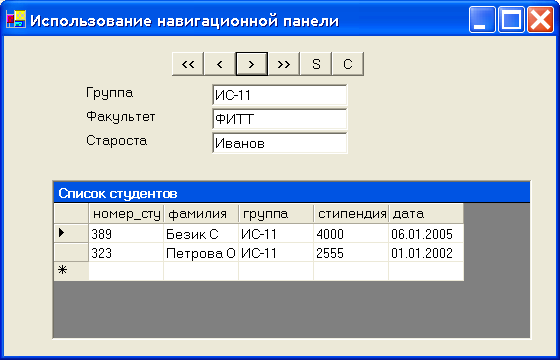 Использование навигационной панели
<< < > >> S C
Группа ИС-11
Факультет ФИТТ
Староста Иванов
Список студентов
номер_сту фамилия группа стипендия дата
389 Безик С ИС-11 4000 06.01.2005
323 Петрова О ИС-11 2555 01.01.2002
*